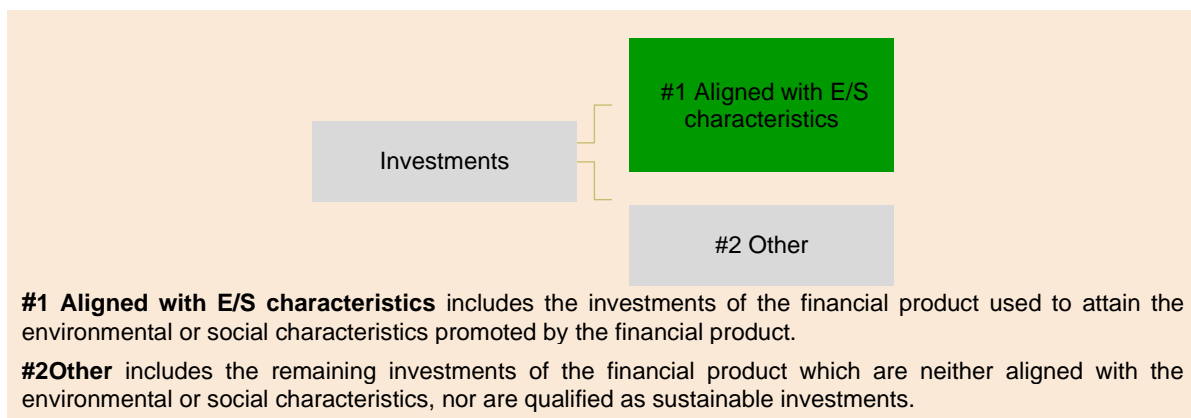 #1 Aligned with E/S
characteristics
Investments
#2 Other
#1 Aligned with E/S characteristics includes the investments of the financial product used to attain the
environmental or social characteristics promoted by the financial product.
#2Other includes the remaining investments of the financial product which are neither aligned with the
environmental or social characteristics, nor are qualified as sustainable investments.